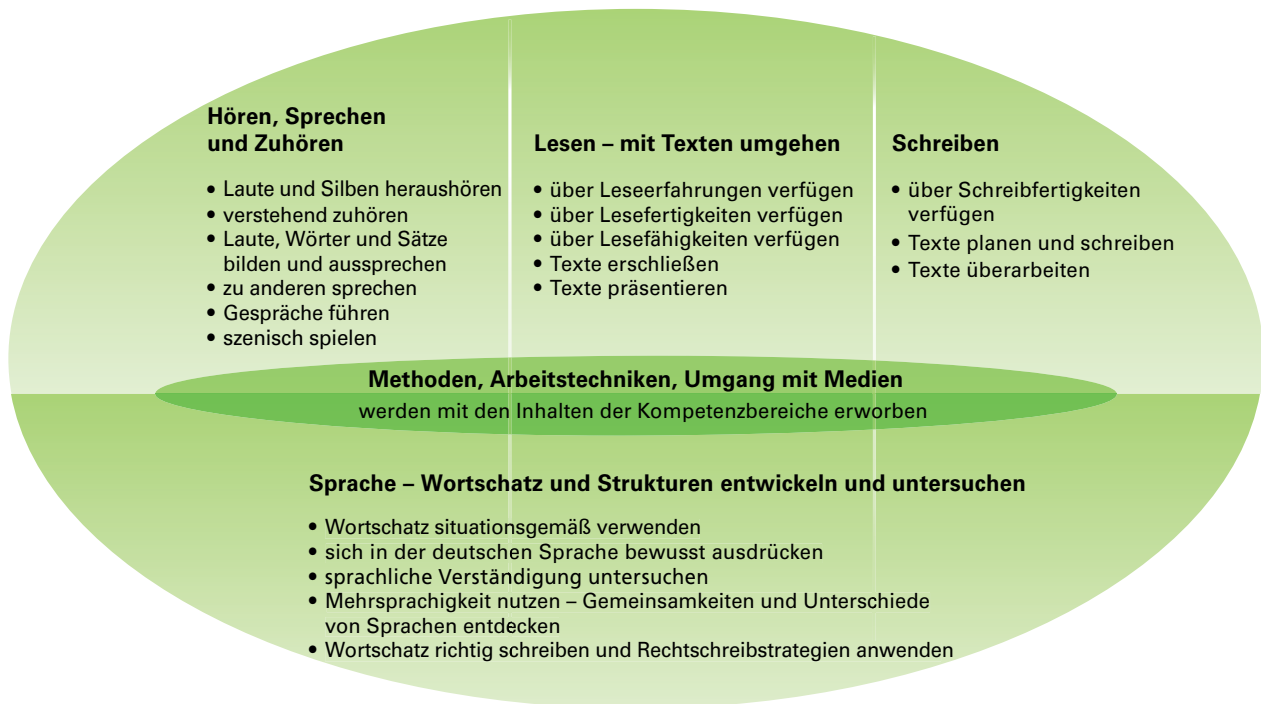 Hören, Sprechen
und Zuhören
• Laute und Silben heraushören
• verstehend zuhören
• Laute, Wörter und Sätze
bilden und aussprechen
• zu anderen sprechen
• Gespräche führen
• szenisch spielen
Lesen – mit Texten umgehen
• über Leseerfahrungen verfügen
• über Lesefertigkeiten verfügen
• über Lesefähigkeiten verfügen
• Texte erschließen
• Texte präsentieren
Schreiben
• über Schreibfertigkeiten
verfügen
• Texte planen und schreiben
• Texte überarbeiten
Methoden, Arbeitstechniken, Umgang mit Medien
werden mit den Inhalten der Kompetenzbereiche erworben
Sprache – Wortschatz und Strukturen entwickeln und untersuchen
• Wortschatz situationsgemäß verwenden
• sich in der deutschen Sprache bewusst ausdrücken
• sprachliche Verständigung untersuchen
• Mehrsprachigkeit nutzen – Gemeinsamkeiten und Unterschiede
von Sprachen entdecken
• Wortschatz richtig schreiben und Rechtschreibstrategien anwenden